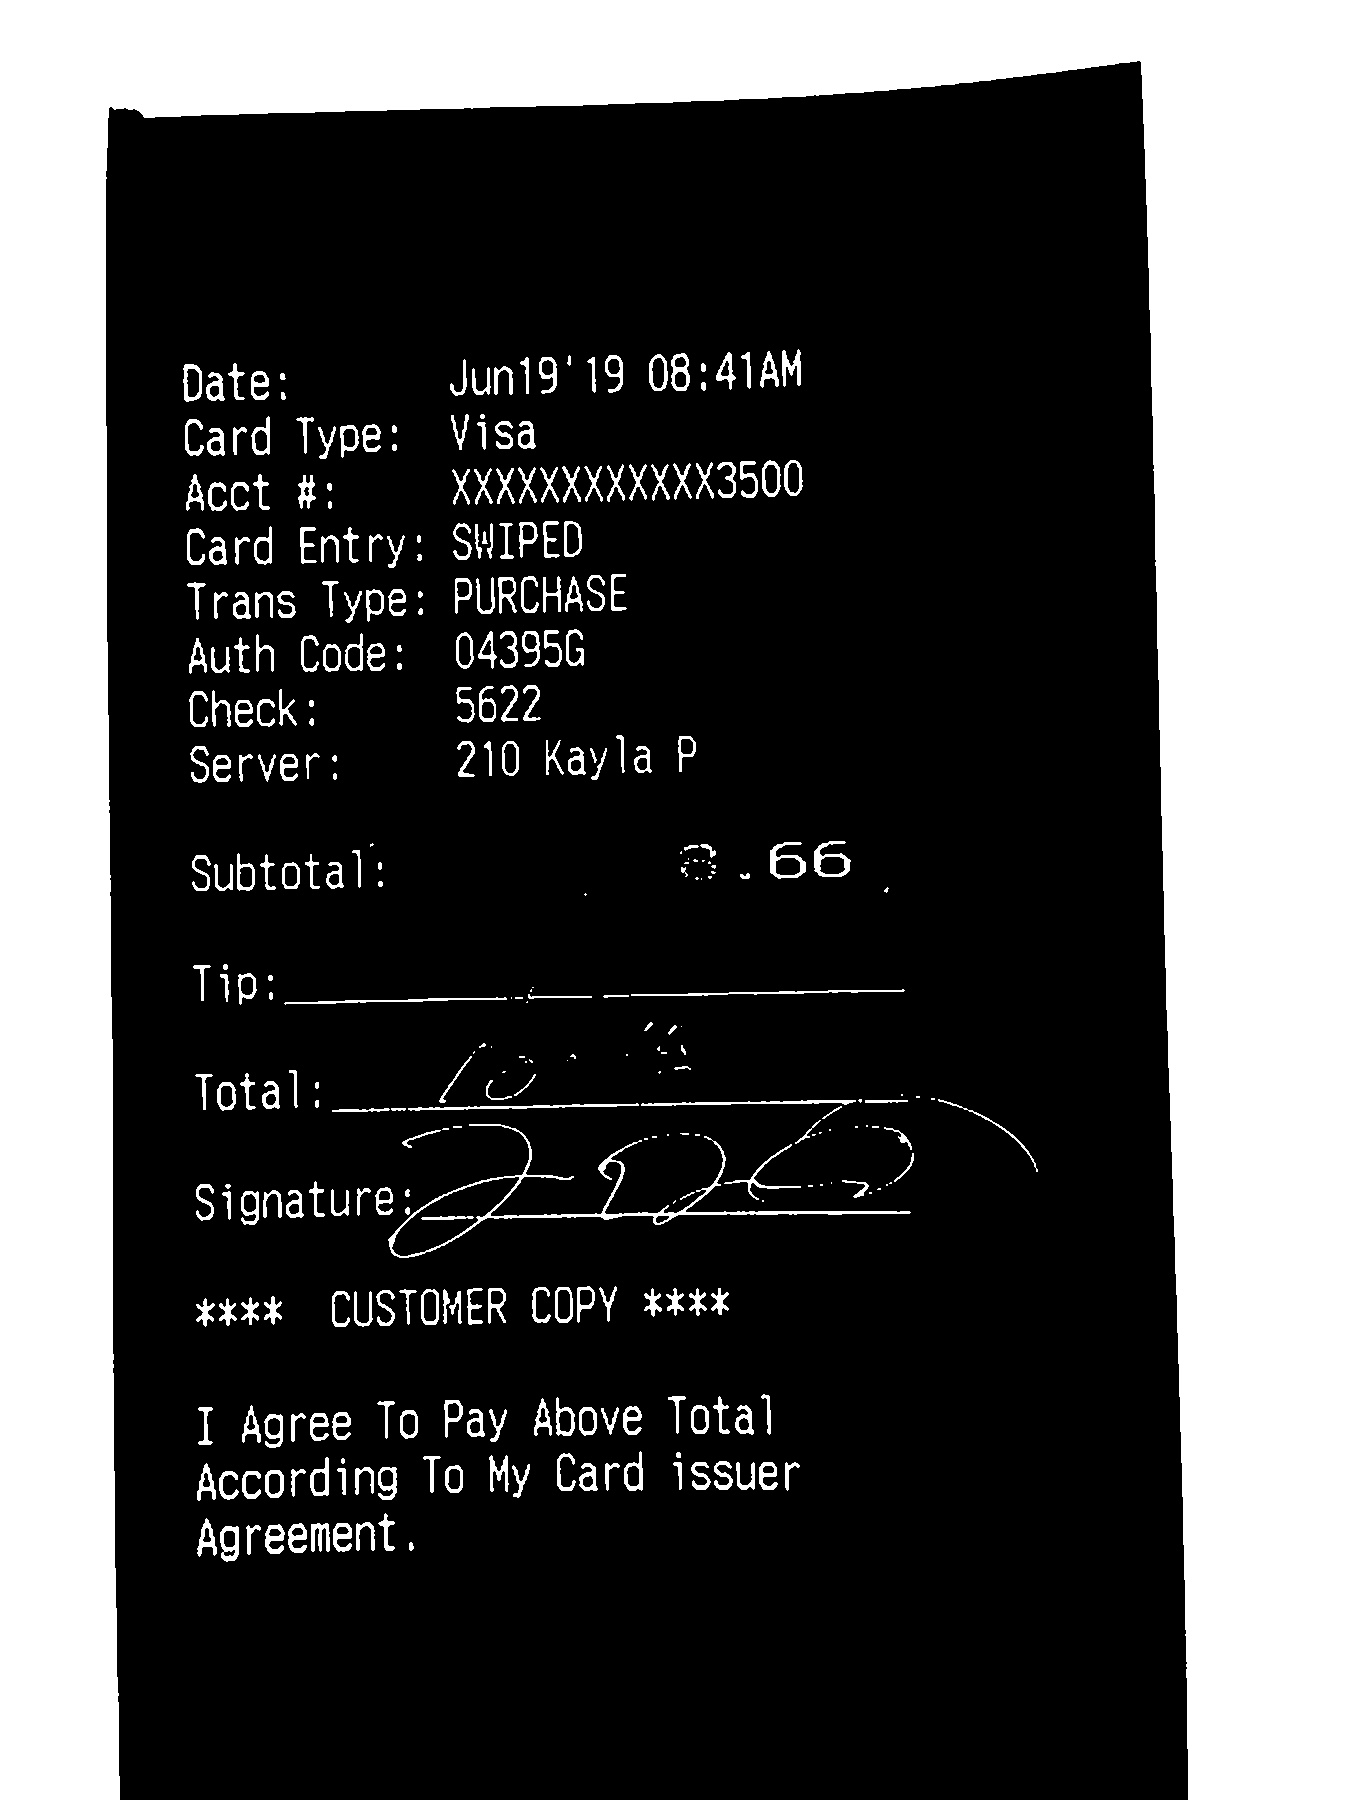 Date: Jun19'19 08:41AM
Card Type: Visa
Acct #: XXXXXXXXXXXX3500
Card Entry: SWIPED
Trans Type: PURCHASE
Auth Code: 04395G
Check: 5622
Server: 210 Kayla P
Subtotal: 8.66
Tip:
Total: 10
Signature:
**** CUSTOMER COPY ****
I Agree To Pay Above Total
According To My Card issuer
Agreement.